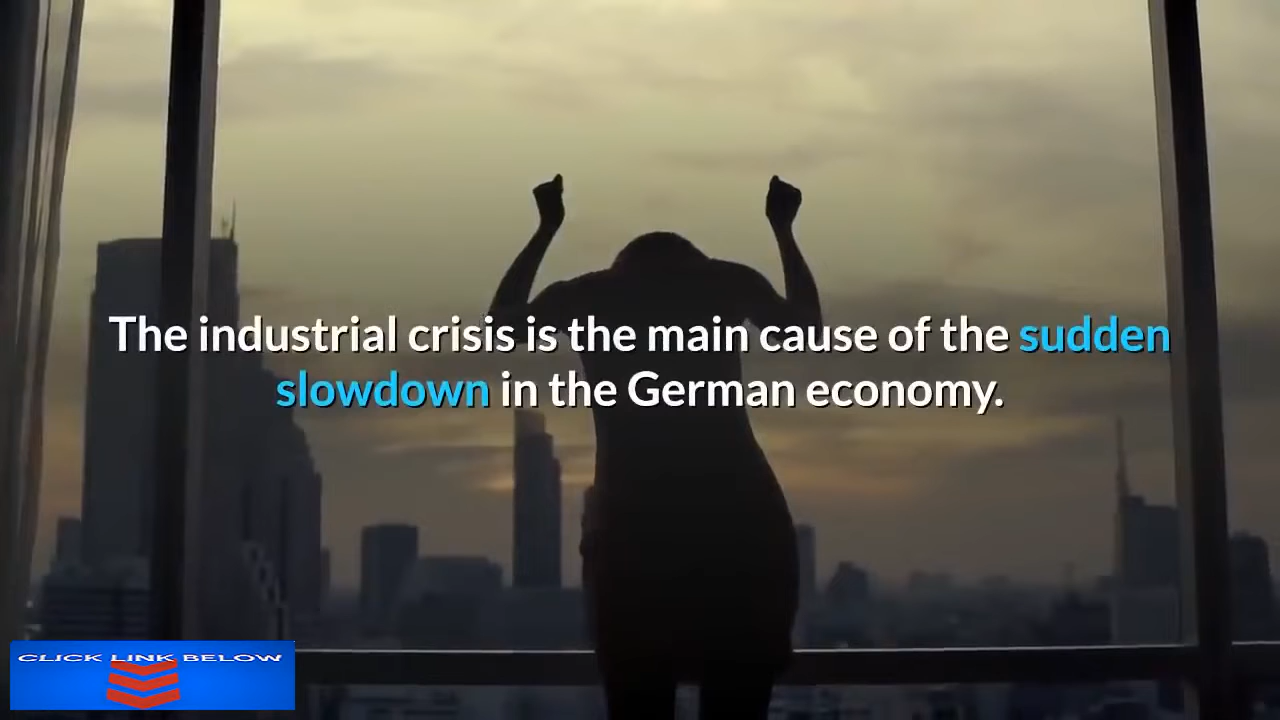 The industrial crisis is the main cause of the sudden
slowdown in the German economy.
CLICK LINK BELOW